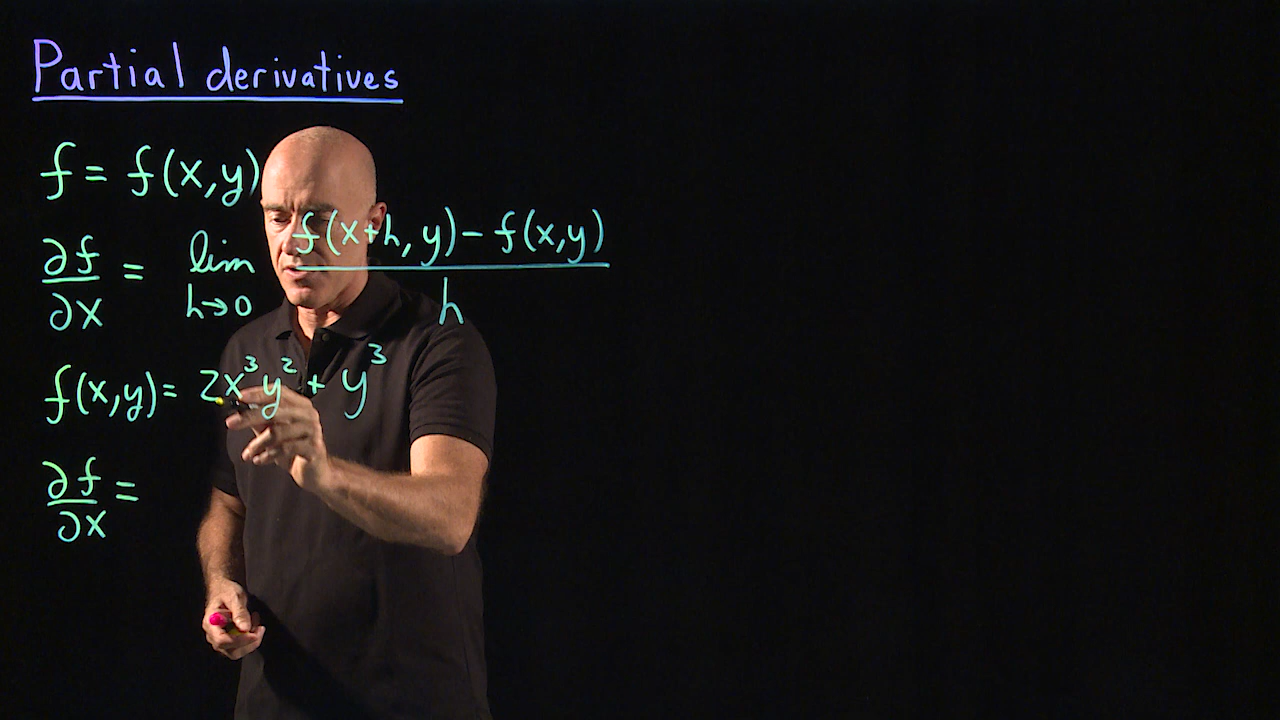 Partial derivatives
f = f(x,y)
∂f/∂x = lim h→0 f(x+h, y) − f(x,y) / h
f(x,y) = 2x³y² + y³
∂f/∂x =